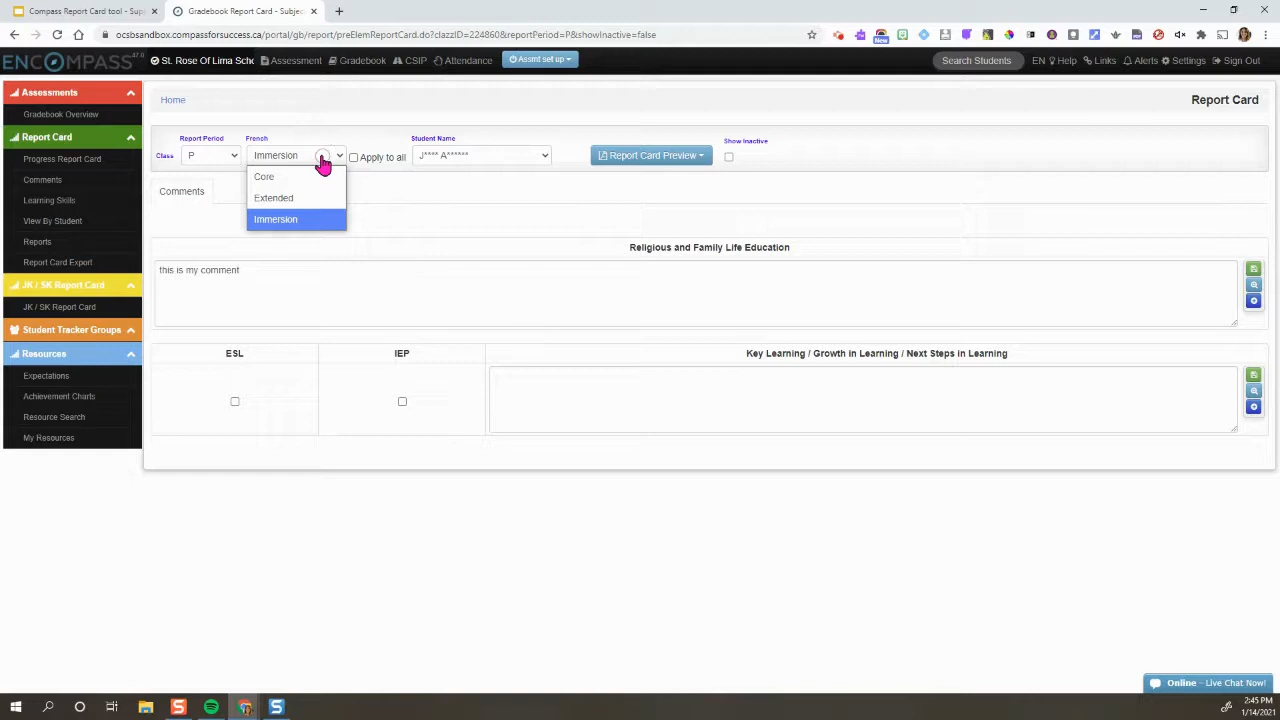 Compass Report Card tool - Supj
Gradebook Report Card - Subjec
ocsbsandbox.compassforsuccess.ca/portal/gb/report/preElemReportCard.do?classID=224860&reportPeriod=P&showInactive=false
New
ENCOMPASS
St. Rose Of Lima Scho
Assessment
Gradebook
CSIP
Attendance
Assmt set up
Search Students
EN
Help
Links
Alerts
Settings
Sign Out
Assessments
Gradebook Overview
Report Card
Progress Report Card
Comments
Learning Skills
View By Student
Reports
Report Card Export
JK / SK Report Card
JK / SK Report Card
Student Tracker Groups
Resources
Expectations
Achievement Charts
Resource Search
My Resources
Home
Report Card
Report Period
French
Student Name
Show Inactive
Class
P
Immersion
Apply to all
J**** A******
Report Card Preview
Core
Extended
Immersion
Comments
Religious and Family Life Education
this is my comment
ESL
IEP
Key Learning / Growth in Learning / Next Steps in Learning
Online - Live Chat Now!
2:45 PM
1/14/2021